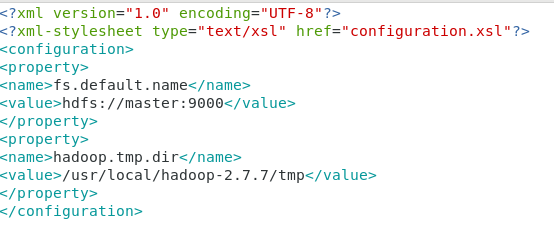 <?xml version="1.0" encoding="UTF-8"?>
<?xml-stylesheet type="text/xsl" href="configuration.xsl"?>
<configuration>
<property>
<name>fs.default.name</name>
<value>hdfs://master:9000</value>
</property>
<property>
<name>hadoop.tmp.dir</name>
<value>/usr/local/hadoop-2.7.7/tmp</value>
</property>
</configuration>